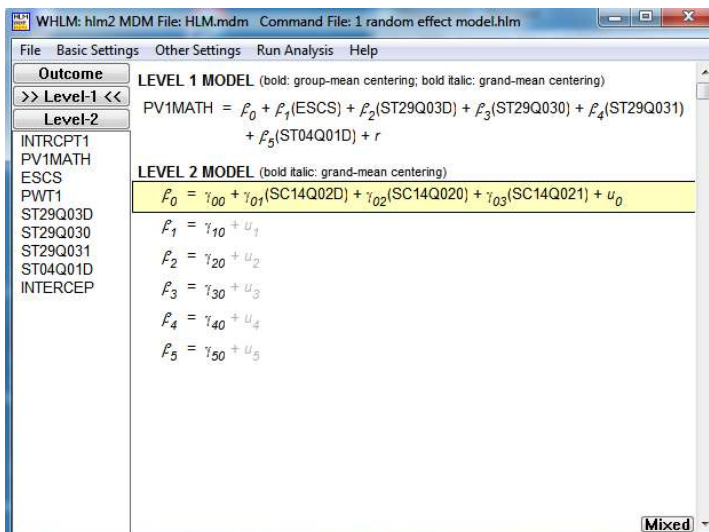 WHLM: hlm2 MDM File: HLM.mdm Command File: 1 random effect model.hlm
File Basic Settings Other Settings Run Analysis Help
Outcome
>> Level-1 <<
Level-2
INTRCPT1
PV1MATH
ESCS
PWT1
ST29Q03D
ST29Q030
ST29Q031
ST04Q01D
INTERCEP
LEVEL 1 MODEL (bold: group-mean centering; bold italic: grand-mean centering)
PV1MATH = β0 + β1(ESCS) + β2(ST29Q03D) + β3(ST29Q030) + β4(ST29Q031)
+ β5(ST04Q01D) + r
LEVEL 2 MODEL (bold italic: grand-mean centering)
β0 = γ00 + γ01(SC14Q02D) + γ02(SC14Q020) + γ03(SC14Q021) + u0
β1 = γ10 + u1
β2 = γ20 + u2
β3 = γ30 + u3
β4 = γ40 + u4
β5 = γ50 + u5
Mixed